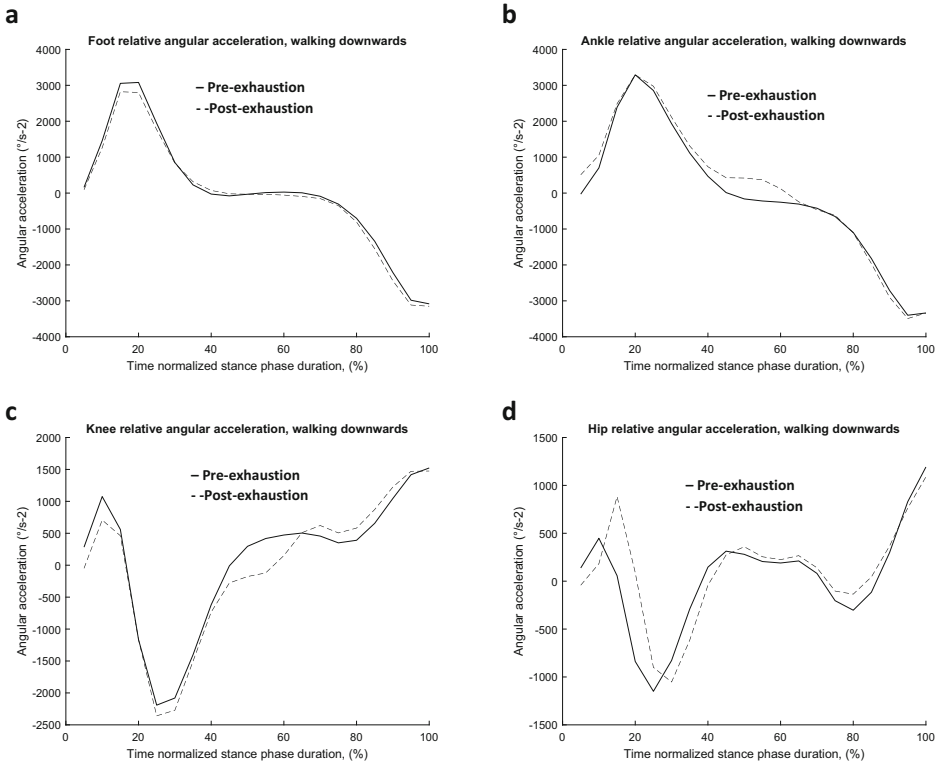 a
Foot relative angular acceleration, walking downwards
4000
3000
2000
1000
0
-1000
-2000
-3000
-4000
Angular acceleration (°/s-2)
– Pre-exhaustion
- -Post-exhaustion
0 20 40 60 80 100
Time normalized stance phase duration, (%)
b
Ankle relative angular acceleration, walking downwards
4000
3000
2000
1000
0
-1000
-2000
-3000
-4000
Angular acceleration (°/s-2)
– Pre-exhaustion
- -Post-exhaustion
0 20 40 60 80 100
Time normalized stance phase duration, (%)
c
Knee relative angular acceleration, walking downwards
2000
1500
1000
500
0
-500
-1000
-1500
-2000
-2500
Angular acceleration (°/s-2)
– Pre-exhaustion
- -Post-exhaustion
0 20 40 60 80 100
Time normalized stance phase duration, (%)
d
Hip relative angular acceleration, walking downwards
1500
1000
500
0
-500
-1000
-1500
Angular acceleration (°/s-2)
– Pre-exhaustion
- -Post-exhaustion
0 20 40 60 80 100
Time normalized stance phase duration, (%)